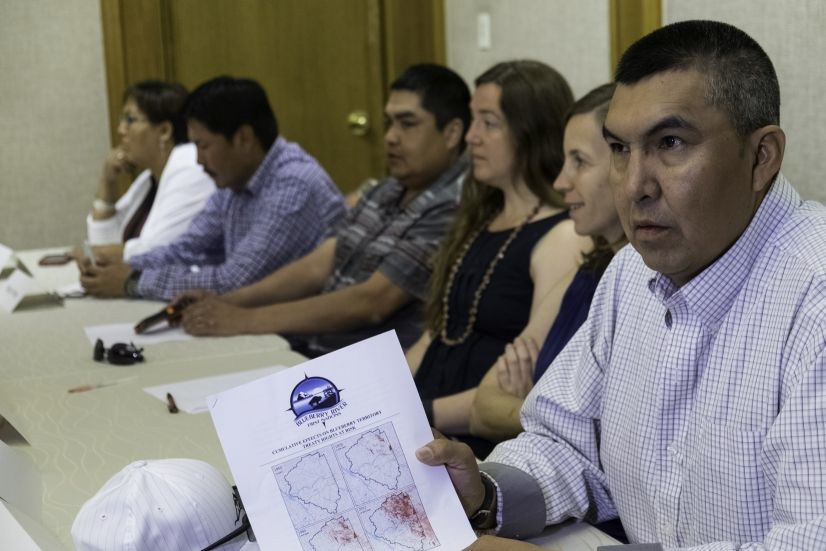 BLUEBERRY RIVER
FIRST NATIONS
CUMULATIVE EFFECTS ON BLUEBERRY TERRITORY
TREATY RIGHTS AT RISK